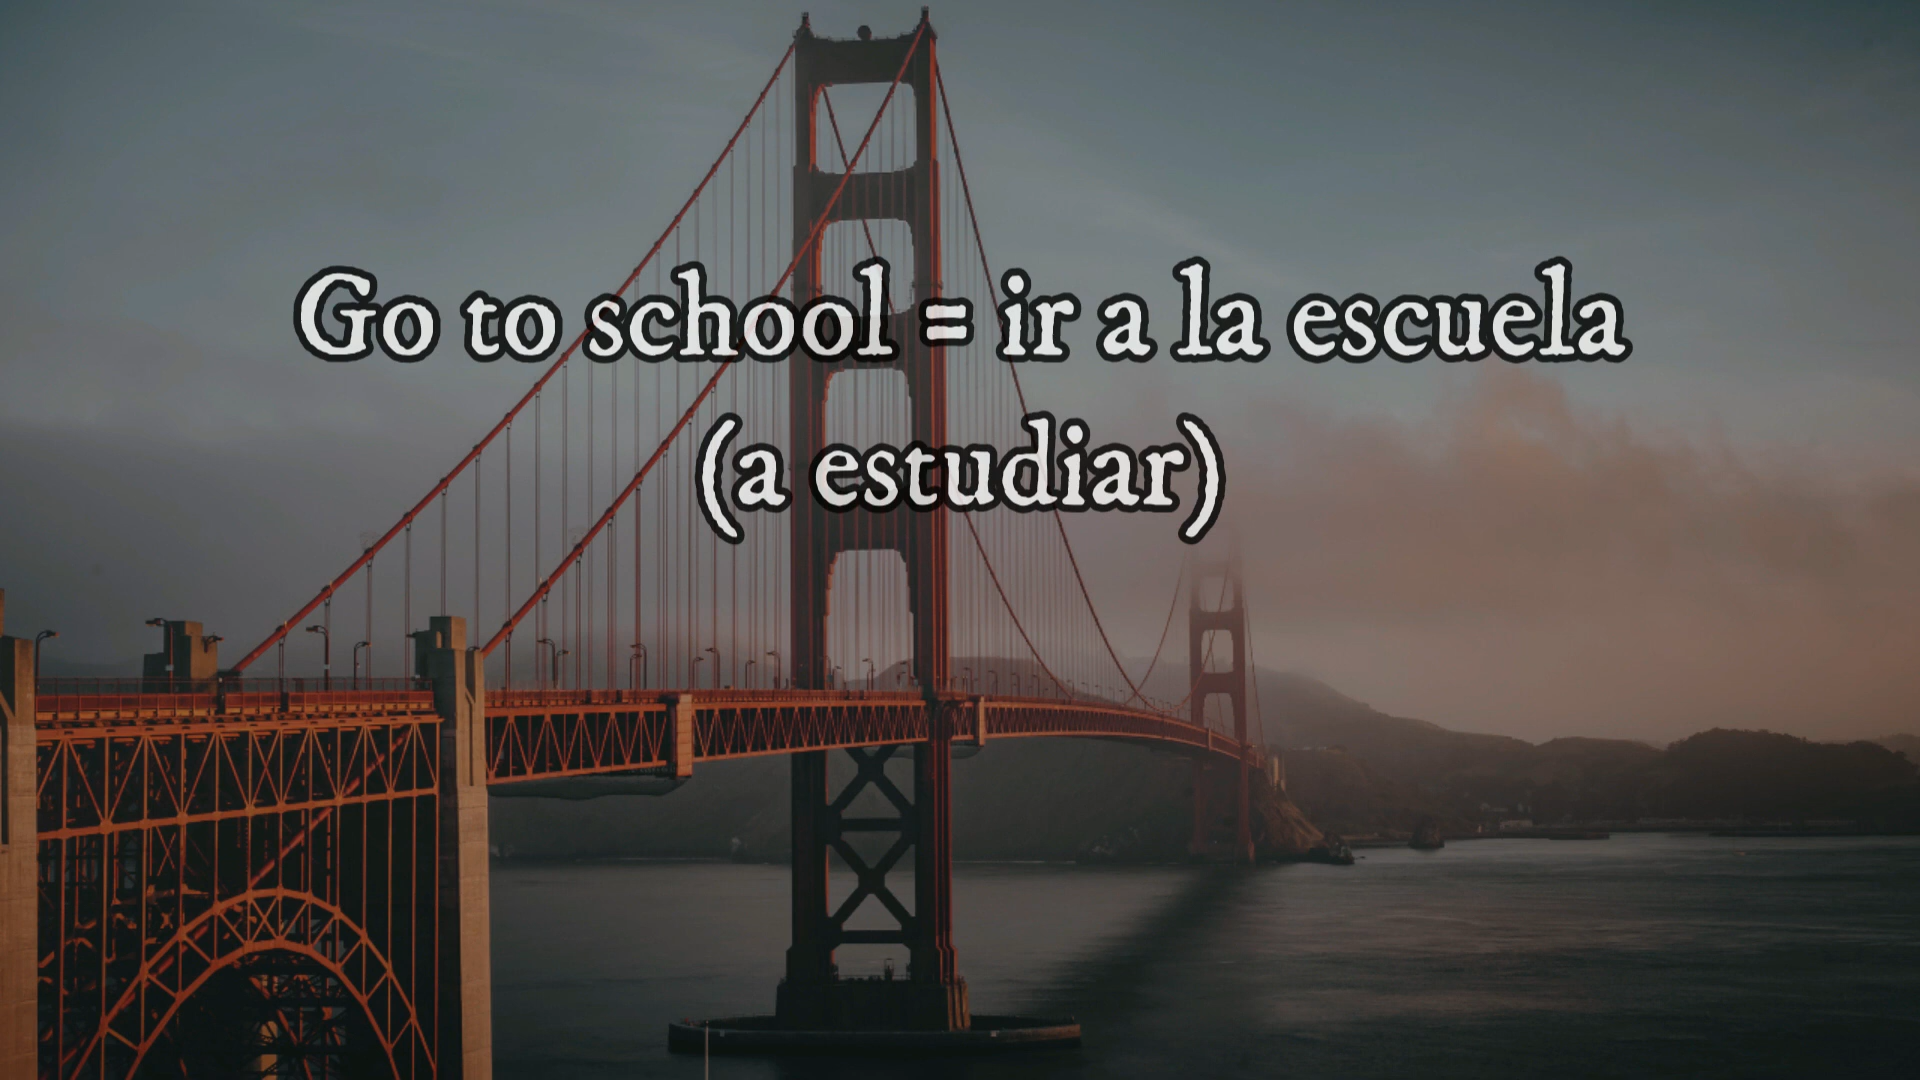 Go to school = ir a la escuela
(a estudiar)